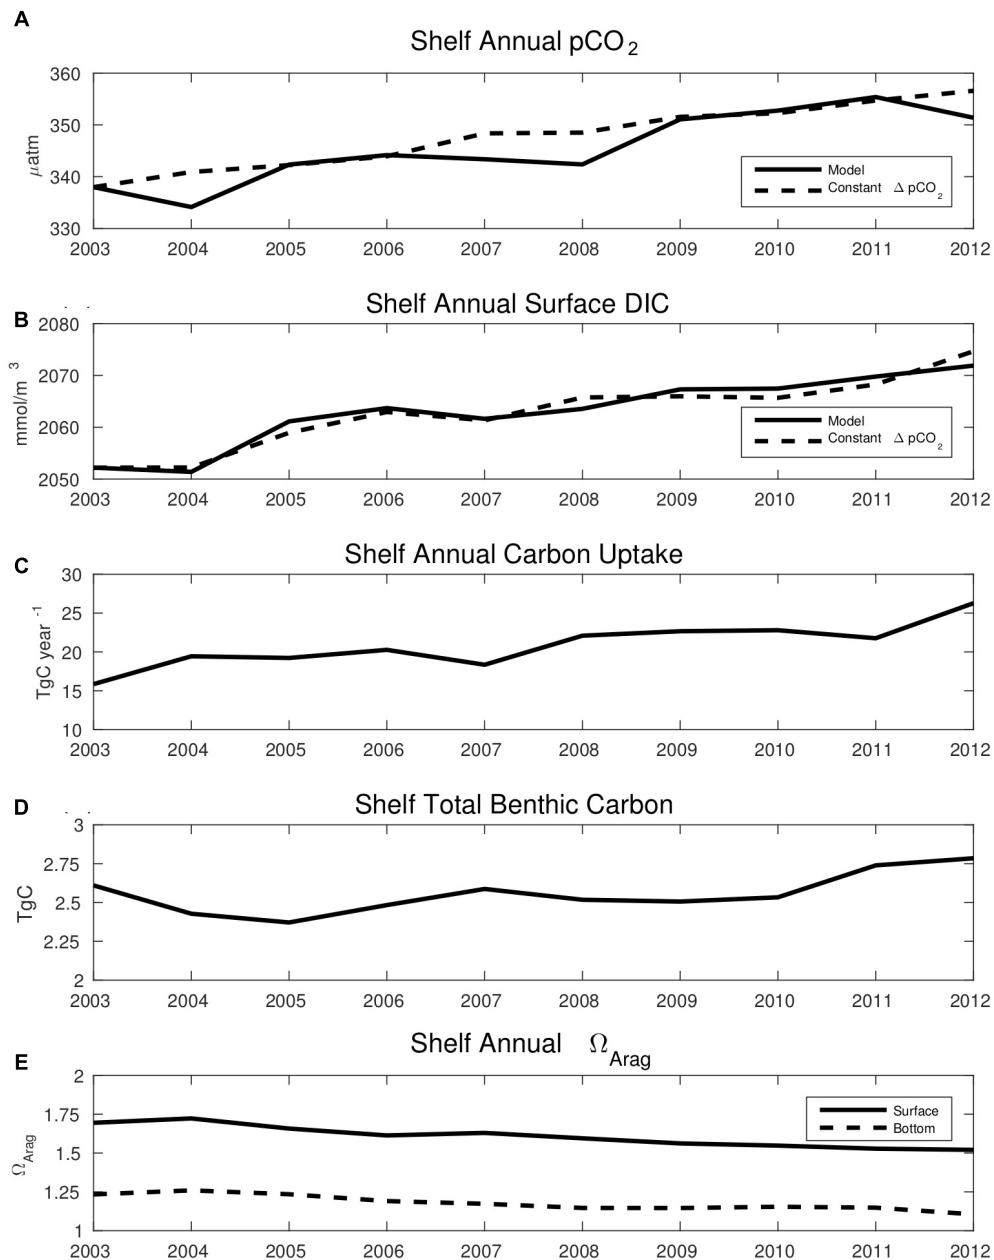 A
Shelf Annual pCO2
360
350
340
330
μatm
Model
Constant Δ pCO2
2003 2004 2005 2006 2007 2008 2009 2010 2011 2012
B
Shelf Annual Surface DIC
2080
2070
2060
2050
mmol/m 3
Model
Constant Δ pCO2
2003 2004 2005 2006 2007 2008 2009 2010 2011 2012
C
Shelf Annual Carbon Uptake
30
25
20
15
10
TgC year -1
2003 2004 2005 2006 2007 2008 2009 2010 2011 2012
D
Shelf Total Benthic Carbon
3
2.75
2.5
2.25
2
TgC
2003 2004 2005 2006 2007 2008 2009 2010 2011 2012
E
Shelf Annual ΩArag
2
1.75
1.5
1.25
1
ΩArag
Surface
Bottom
2003 2004 2005 2006 2007 2008 2009 2010 2011 2012